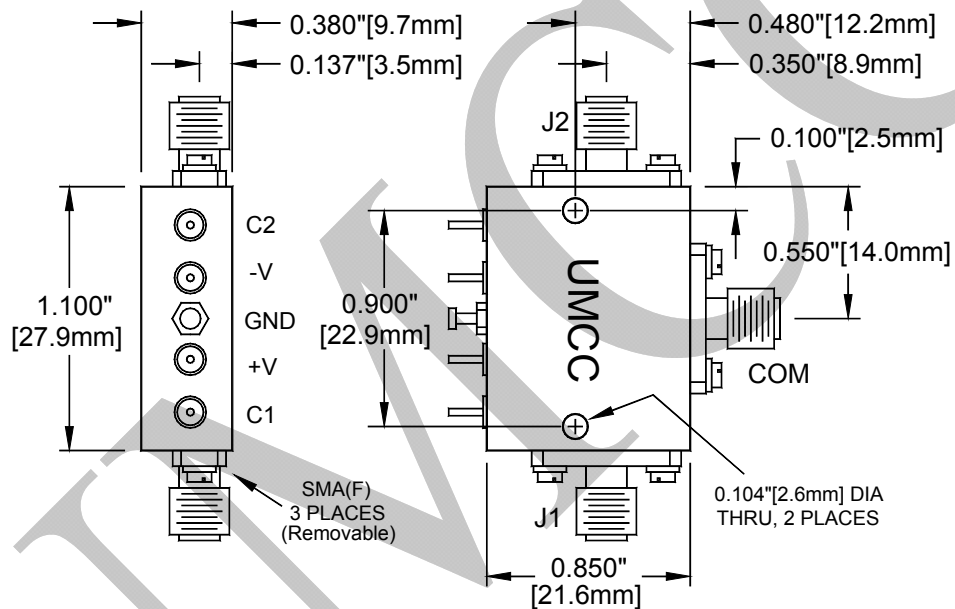 0.380"[9.7mm]
0.137"[3.5mm]
0.480"[12.2mm]
0.350"[8.9mm]
J2
0.100"[2.5mm]
0.550"[14.0mm]
C2
-V
GND
+V
C1
1.100"
[27.9mm]
0.900"
[22.9mm]
UMCC
COM
SMA(F)
3 PLACES
(Removable)
J1
0.104"[2.6mm] DIA
THRU, 2 PLACES
0.850"
[21.6mm]
UMCC